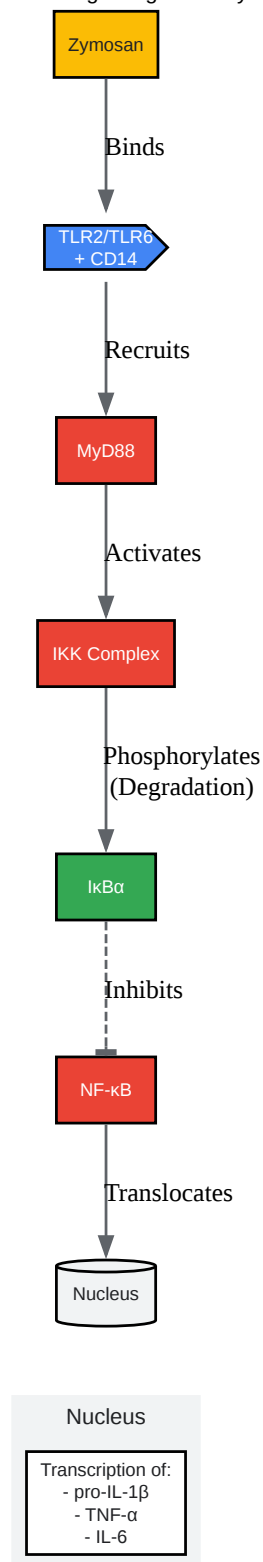 Zymosan
Binds
TLR2/TLR6
+ CD14
Recruits
MyD88
Activates
IKK Complex
Phosphorylates
(Degradation)
IκBα
Inhibits
NF-κB
Translocates
Nucleus
Nucleus
Transcription of:
- pro-IL-1β
- TNF-α
- IL-6